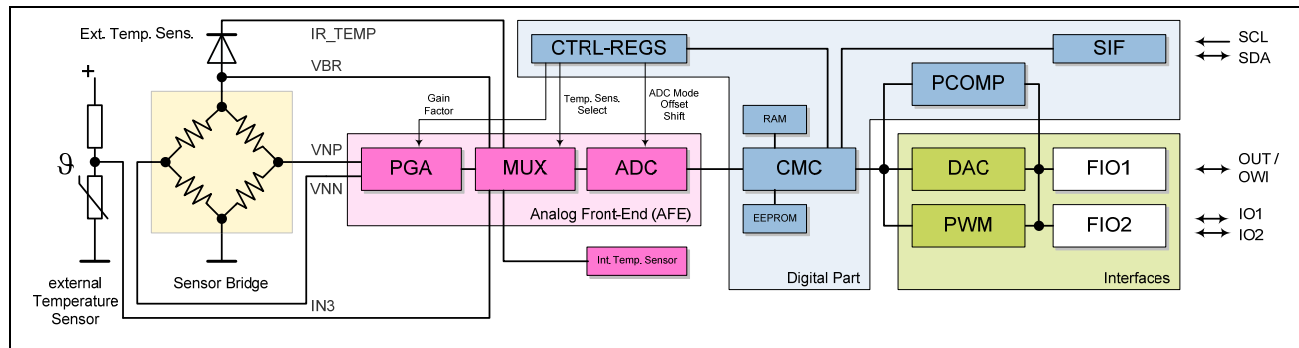 Ext. Temp. Sens.
IR_TEMP
CTRL-REGS
SIF
SCL
SDA
VBR
PCOMP
+
Gain
Factor
Temp. Sens.
Select
ADC Mode
Offset
Shift
RAM
ϑ
VNP
VNN
PGA
MUX
ADC
CMC
DAC
FIO1
OUT /
OWI
Analog Front-End (AFE)
EEPROM
PWM
FIO2
IO1
IO2
Int. Temp. Sensor
external
Temperature
Sensor
Sensor Bridge
IN3
Digital Part
Interfaces